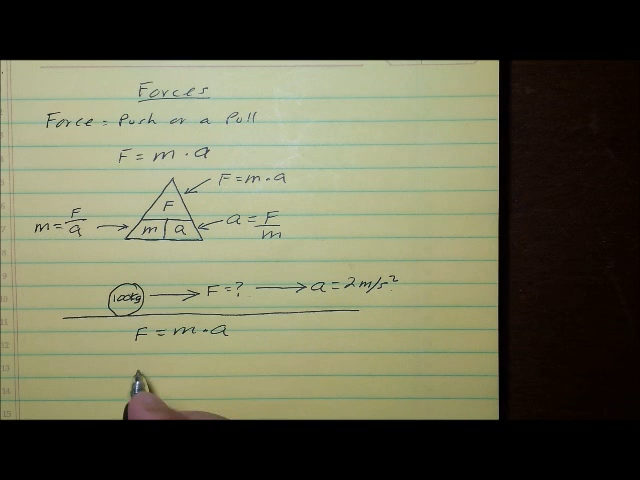 Forces
Force = Push or a Pull
F = m · a
F = m · a
F
m = F/a
m a
a = F/m
100kg → F = ? → a = 2 m/s²
F = m · a